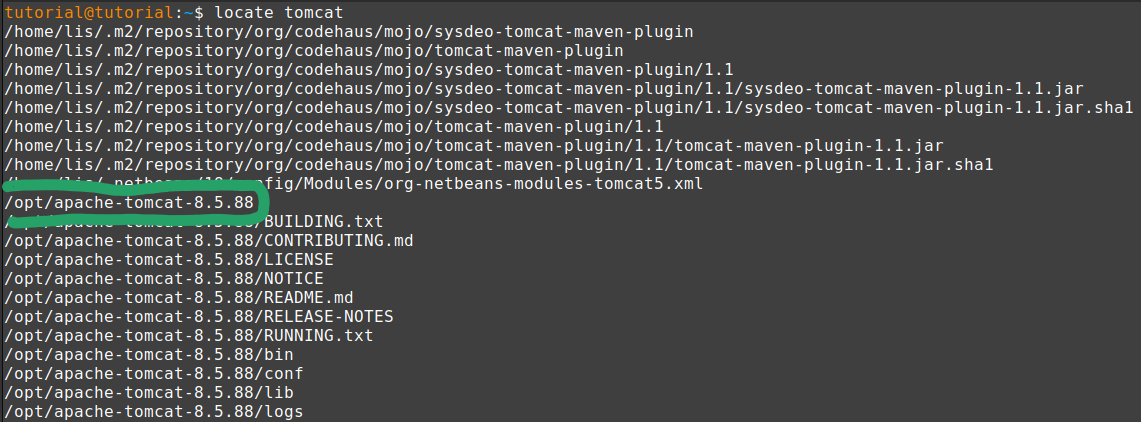 tutorial@tutorial:~$ locate tomcat
/home/lis/.m2/repository/org/codehaus/mojo/sysdeo-tomcat-maven-plugin
/home/lis/.m2/repository/org/codehaus/mojo/tomcat-maven-plugin
/home/lis/.m2/repository/org/codehaus/mojo/sysdeo-tomcat-maven-plugin/1.1
/home/lis/.m2/repository/org/codehaus/mojo/sysdeo-tomcat-maven-plugin/1.1/sysdeo-tomcat-maven-plugin-1.1.jar
/home/lis/.m2/repository/org/codehaus/mojo/sysdeo-tomcat-maven-plugin/1.1/sysdeo-tomcat-maven-plugin-1.1.jar.sha1
/home/lis/.m2/repository/org/codehaus/mojo/tomcat-maven-plugin/1.1
/home/lis/.m2/repository/org/codehaus/mojo/tomcat-maven-plugin/1.1/tomcat-maven-plugin-1.1.jar
/home/lis/.m2/repository/org/codehaus/mojo/tomcat-maven-plugin/1.1/tomcat-maven-plugin-1.1.jar.sha1
/Modules/org-netbeans-modules-tomcat5.xml
/opt/apache-tomcat-8.5.88
/opt/apache-tomcat-8.5.88/BUILDING.txt
/opt/apache-tomcat-8.5.88/CONTRIBUTING.md
/opt/apache-tomcat-8.5.88/LICENSE
/opt/apache-tomcat-8.5.88/NOTICE
/opt/apache-tomcat-8.5.88/README.md
/opt/apache-tomcat-8.5.88/RELEASE-NOTES
/opt/apache-tomcat-8.5.88/RUNNING.txt
/opt/apache-tomcat-8.5.88/bin
/opt/apache-tomcat-8.5.88/conf
/opt/apache-tomcat-8.5.88/lib
/opt/apache-tomcat-8.5.88/logs